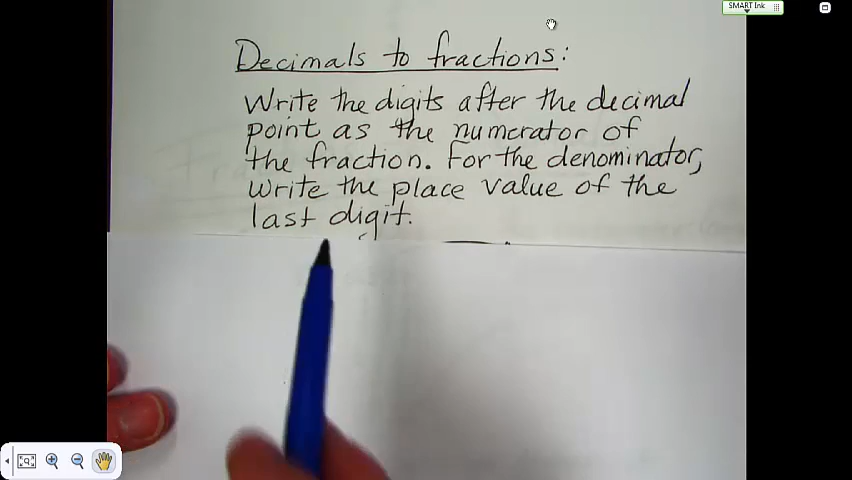 SMART Ink
Decimals to fractions:
Write the digits after the decimal
point as the numerator of
the fraction. For the denominator,
write the place value of the
last digit.